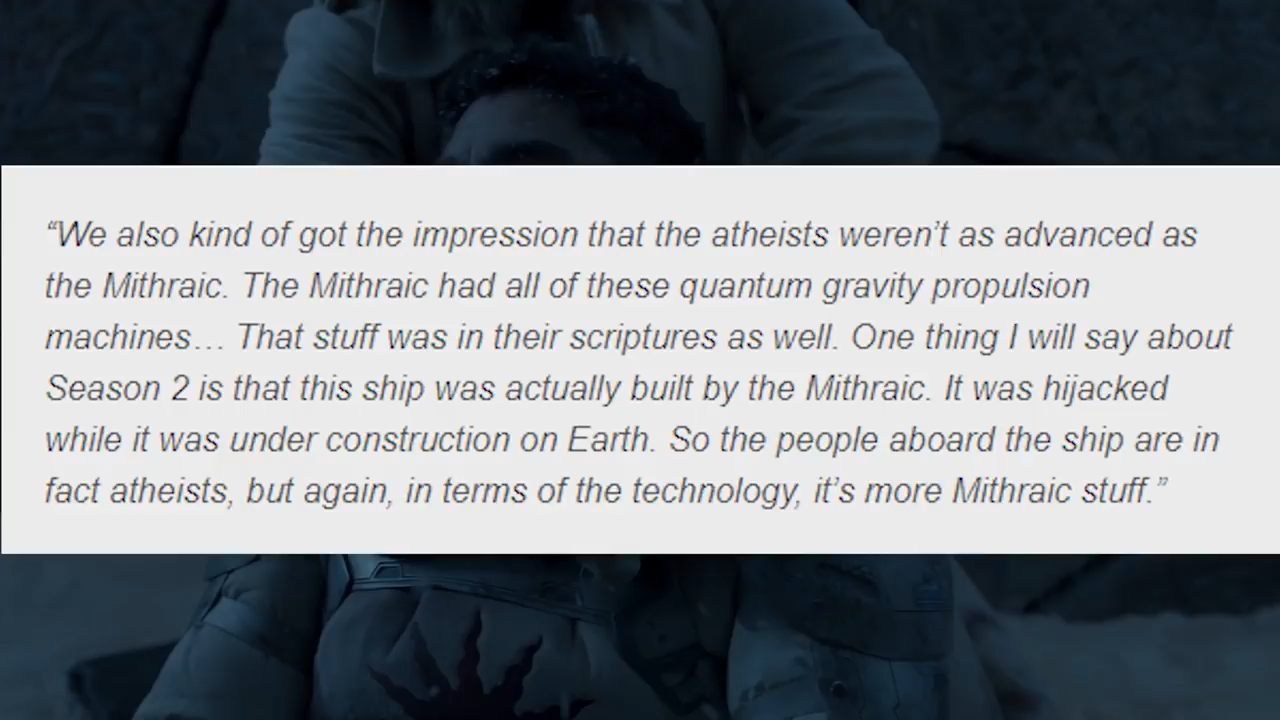 “We also kind of got the impression that the atheists weren’t as advanced as
the Mithraic. The Mithraic had all of these quantum gravity propulsion
machines… That stuff was in their scriptures as well. One thing I will say about
Season 2 is that this ship was actually built by the Mithraic. It was hijacked
while it was under construction on Earth. So the people aboard the ship are in
fact atheists, but again, in terms of the technology, it’s more Mithraic stuff.”